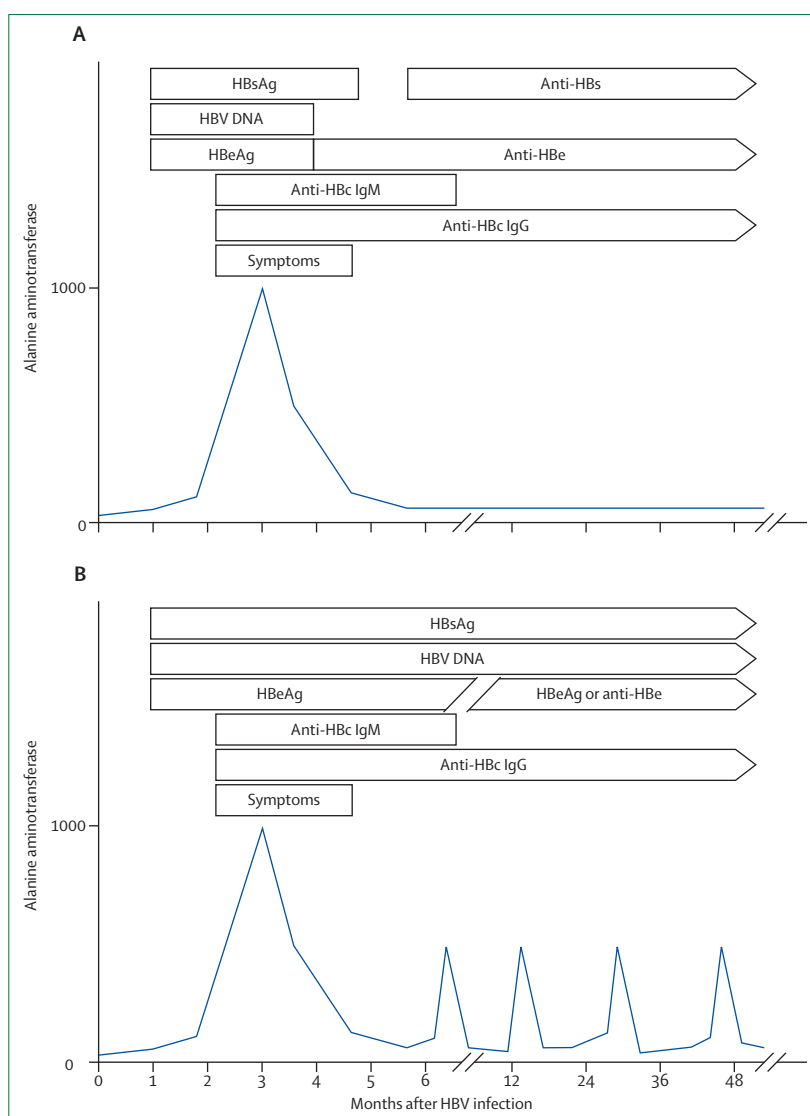 A
HBsAg Anti-HBs
HBV DNA
HBeAg Anti-HBe
Anti-HBc IgM
Anti-HBc IgG
Symptoms
Alanine aminotransferase
1000
0
B
HBsAg
HBV DNA
HBeAg HBeAg or anti-HBe
Anti-HBc IgM
Anti-HBc IgG
Symptoms
Alanine aminotransferase
1000
0
0 1 2 3 4 5 6 12 24 36 48
Months after HBV infection